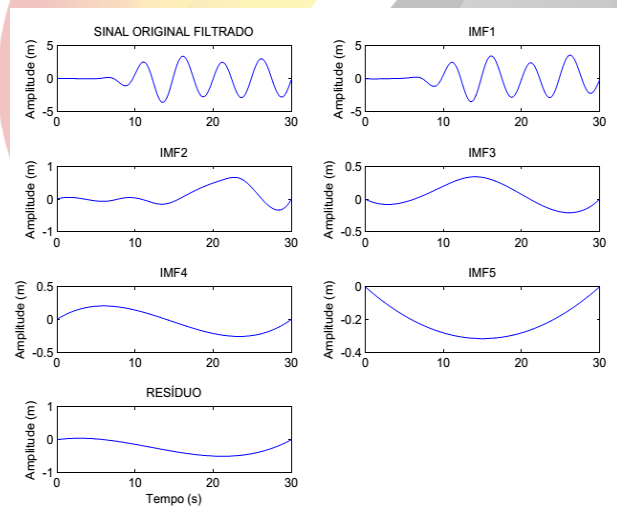 SINAL ORIGINAL FILTRADO
Amplitude (m)
5
0
-5
0 10 20 30
IMF1
Amplitude (m)
5
0
-5
0 10 20 30
IMF2
Amplitude (m)
1
0
-1
0 10 20 30
IMF3
Amplitude (m)
0.5
0
-0.5
0 10 20 30
IMF4
Amplitude (m)
0.5
0
-0.5
0 10 20 30
IMF5
Amplitude (m)
0
-0.2
-0.4
0 10 20 30
RESÍDUO
Amplitude (m)
1
0
-1
0 10 20 30
Tempo (s)